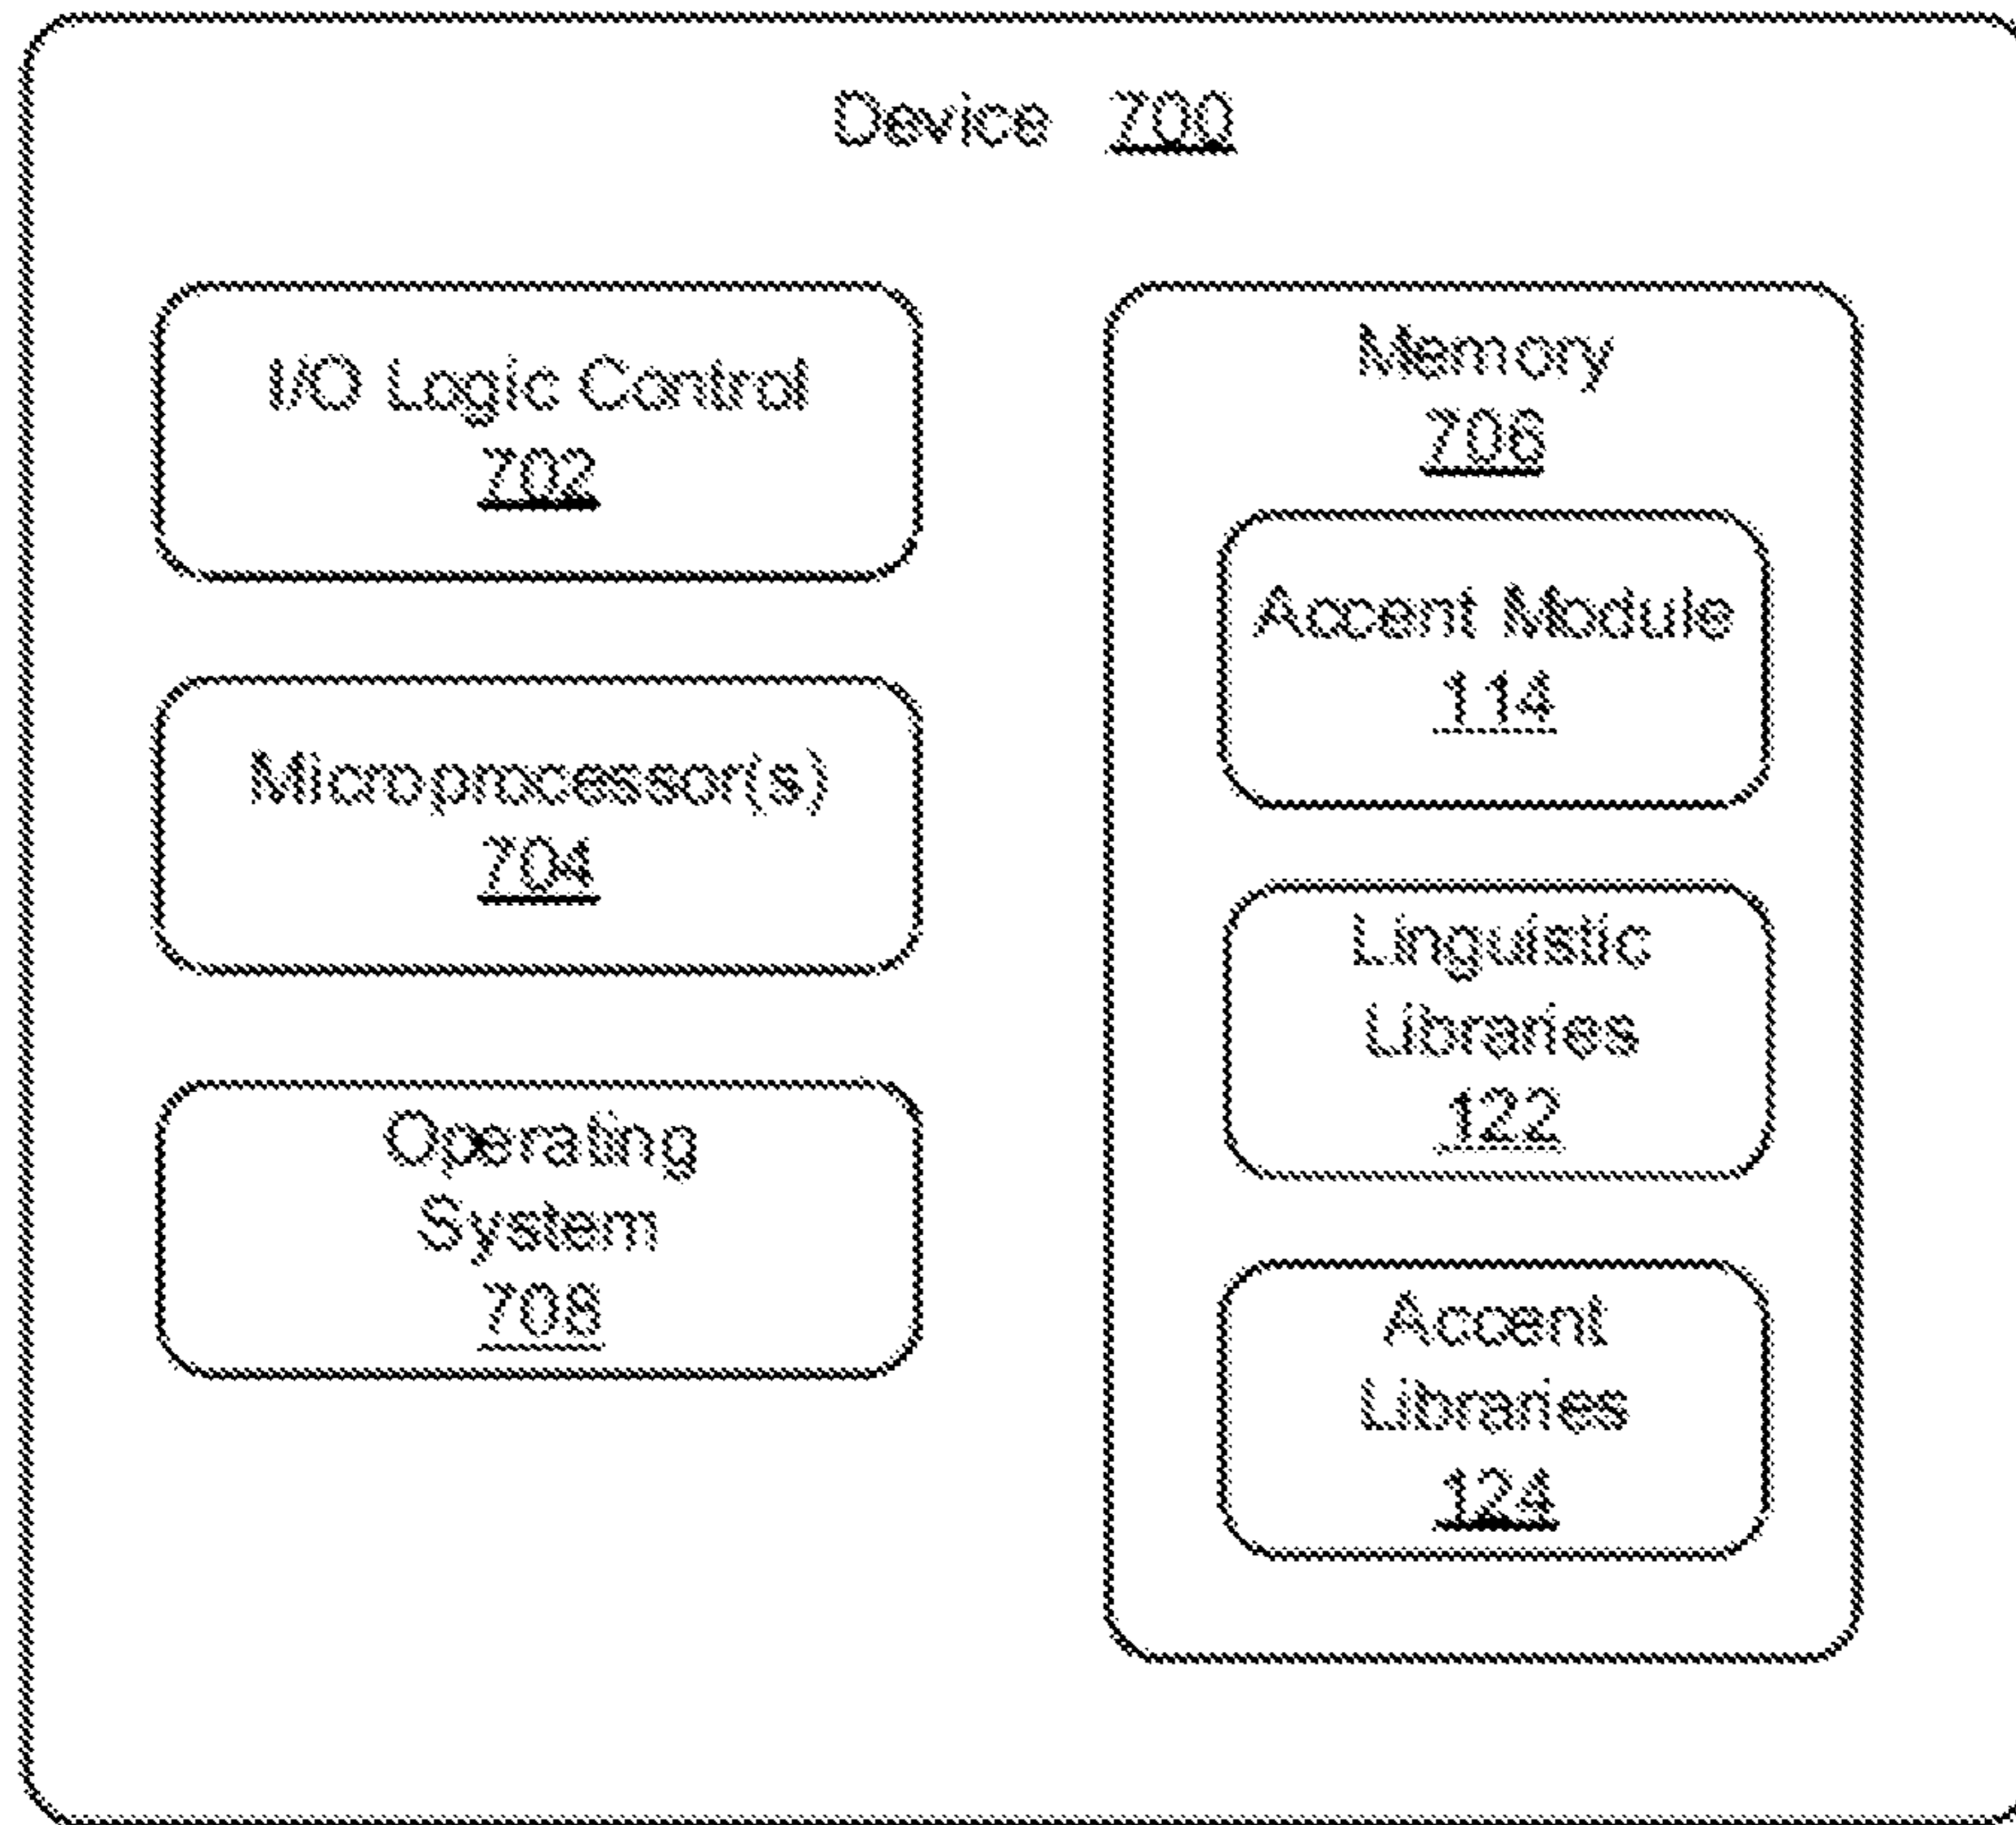 Device 700
I/O Logic Control
702
Microprocessor(s)
704
Operating
System
708
Memory
706
Accent Module
114
Linguistic
Libraries
122
Accent
Libraries
124